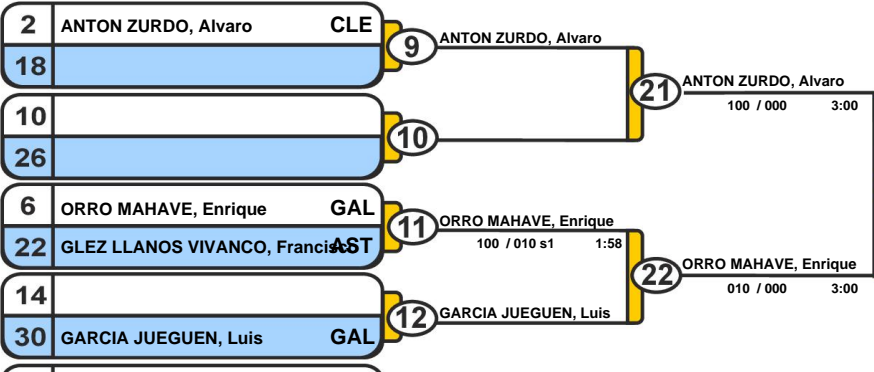 2 ANTON ZURDO, Alvaro CLE
18
9 ANTON ZURDO, Alvaro
10
26
10
21 ANTON ZURDO, Alvaro
100 / 000 3:00
6 ORRO MAHAVE, Enrique GAL
22 GLEZ LLANOS VIVANCO, Francisco AST
11 ORRO MAHAVE, Enrique
100 / 010 s1 1:58
14
30 GARCIA JUEGUEN, Luis GAL
12 GARCIA JUEGUEN, Luis
22 ORRO MAHAVE, Enrique
010 / 000 3:00